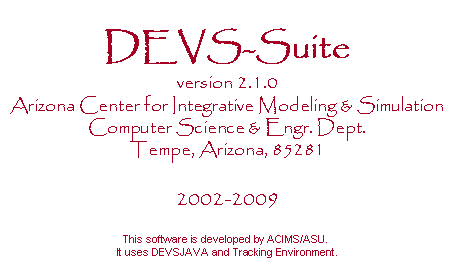 DEVS-Suite
version 2.1.0
Arizona Center for Integrative Modeling & Simulation
Computer Science & Engr. Dept.
Tempe, Arizona, 85281
2002-2009
This software is developed by ACIMS/ASU.
It uses DEVSJAVA and Tracking Environment.